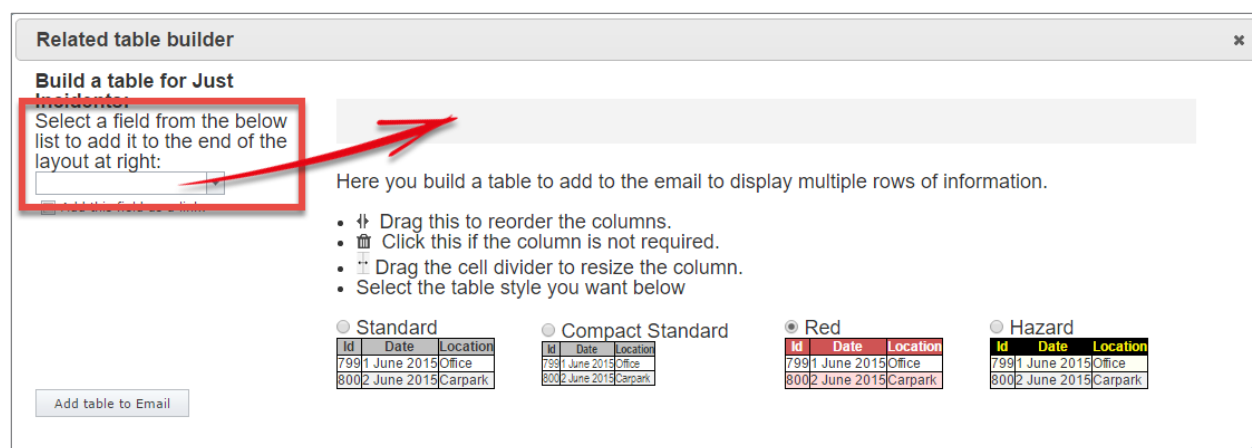 Related table builder
Build a table for Just
Incidents:
Select a field from the below
list to add it to the end of the
layout at right:
Add this field as a link.
Here you build a table to add to the email to display multiple rows of information.
Drag this to reorder the columns.
Click this if the column is not required.
Drag the cell divider to resize the column.
Select the table style you want below
Standard
Id Date Location
799 1 June 2015 Office
800 2 June 2015 Carpark
Compact Standard
Id Date Location
799 1 June 2015 Office
800 2 June 2015 Carpark
Red
Id Date Location
799 1 June 2015 Office
800 2 June 2015 Carpark
Hazard
Id Date Location
799 1 June 2015 Office
800 2 June 2015 Carpark
Add table to Email